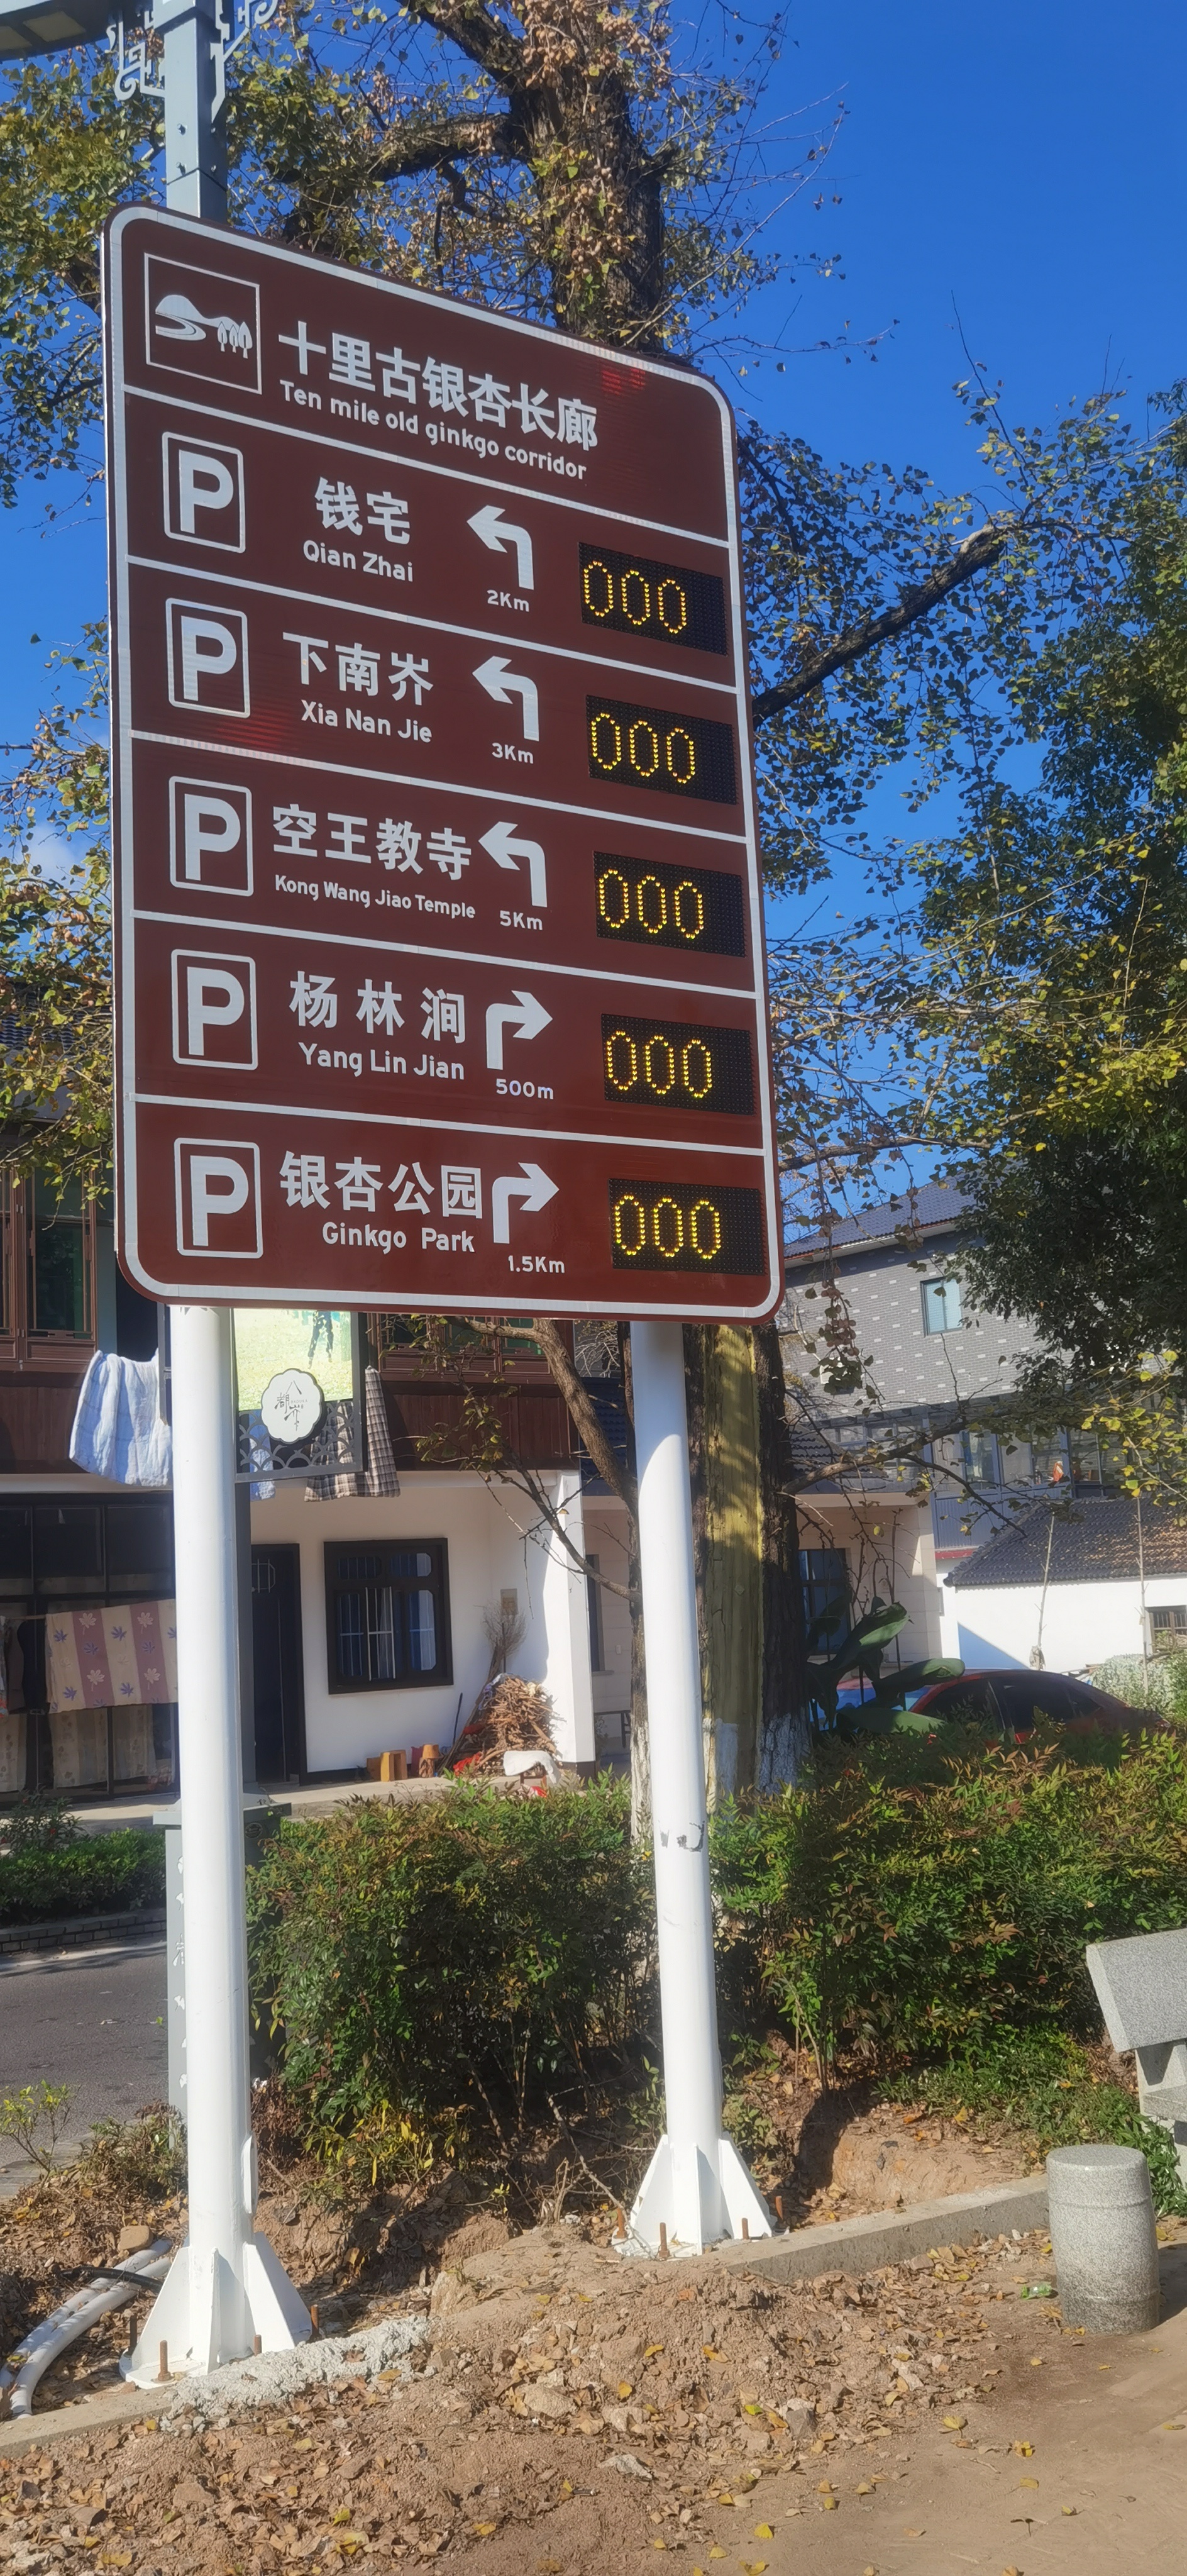 十里古银杏长廊
Ten mile old ginkgo corridor
P
钱宅
Qian Zhai
2Km
000
P
下南岕
Xia Nan Jie
3Km
000
P
空王教寺
Kong Wang Jiao Temple
5Km
000
P
杨林涧
Yang Lin Jian
500m
000
P
银杏公园
Ginkgo Park
1.5Km
000